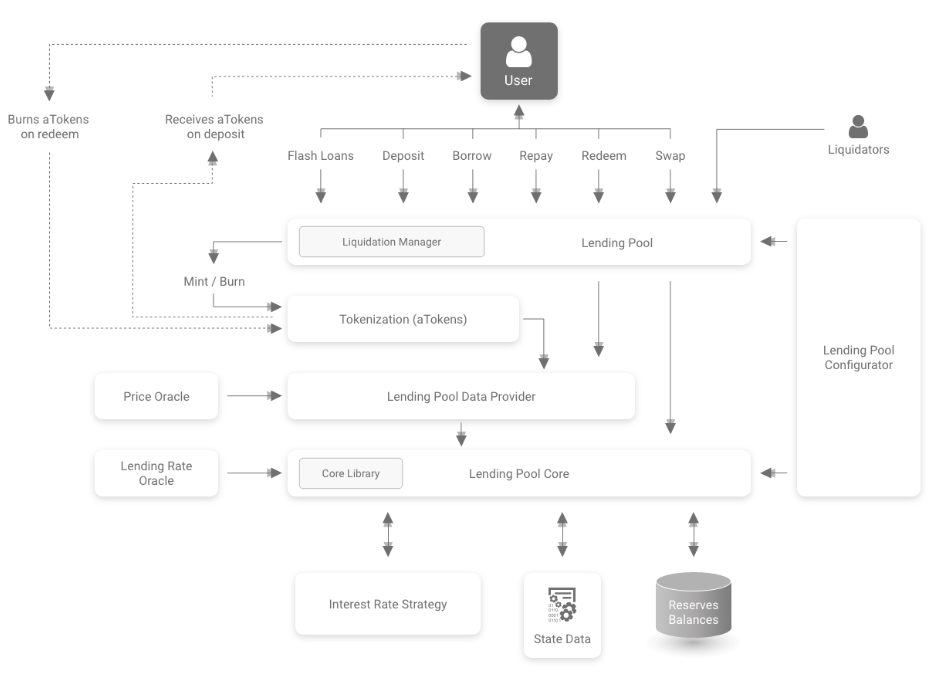 User
Burns aTokens
on redeem
Receives aTokens
on deposit
Flash Loans
Deposit
Borrow
Repay
Redeem
Swap
Liquidators
Liquidation Manager
Lending Pool
Mint / Burn
Tokenization (aTokens)
Lending Pool
Configurator
Price Oracle
Lending Pool Data Provider
Lending Rate
Oracle
Core Library
Lending Pool Core
Interest Rate Strategy
State Data
Reserves
Balances